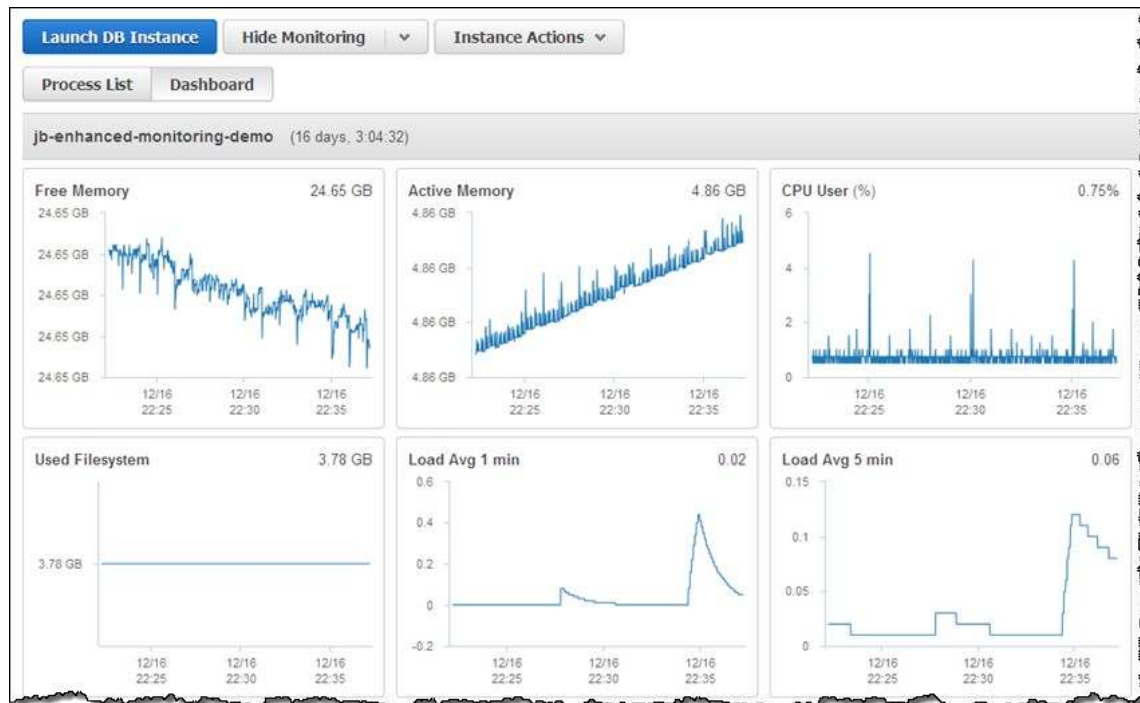 Launch DB Instance Hide Monitoring Instance Actions
Process List Dashboard
jb-enhanced-monitoring-demo (16 days, 3:04:32)
Free Memory 24.65 GB
24.65 GB
24.65 GB
24.65 GB
24.65 GB
24.65 GB
12/16 12/16 12/16
22:25 22:30 22:35
Active Memory 4.86 GB
4.86 GB
4.86 GB
4.86 GB
4.86 GB
12/16 12/16 12/16
22:25 22:30 22:35
CPU User (%) 0.75%
6
4
2
0
12/16 12/16 12/16
22:25 22:30 22:35
Used Filesystem 3.78 GB
3.78 GB
12/16 12/16 12/16
22:25 22:30 22:35
Load Avg 1 min 0.02
0.6
0.4
0.2
0
-0.2
12/16 12/16 12/16
22:25 22:30 22:35
Load Avg 5 min 0.06
0.15
0.1
0.05
0
12/16 12/16 12/16
22:25 22:30 22:35